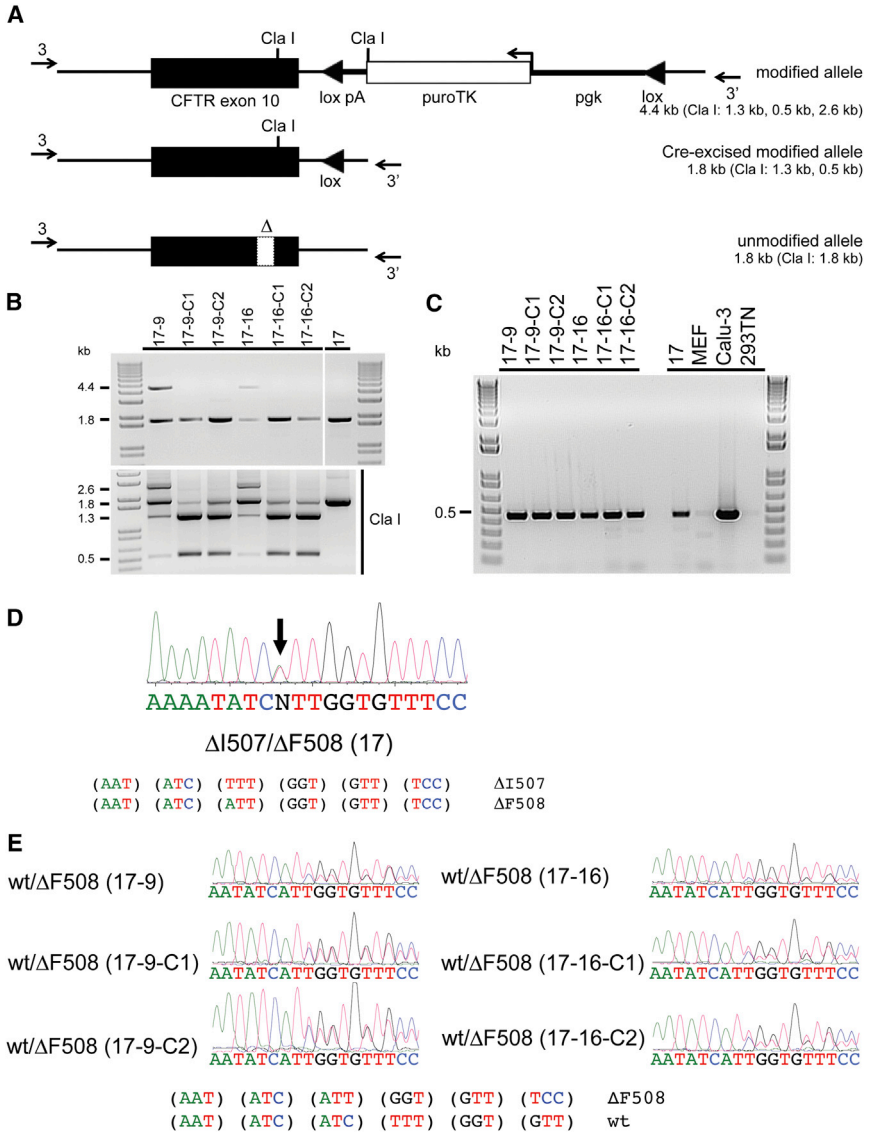 A
3
Cla I
Cla I
CFTR exon 10
lox pA
puroTK
pgk
lox
3'
modified allele
4.4 kb (Cla I: 1.3 kb, 0.5 kb, 2.6 kb)
3
Cla I
lox
3'
Cre-excised modified allele
1.8 kb (Cla I: 1.3 kb, 0.5 kb)
3
Δ
3'
unmodified allele
1.8 kb (Cla I: 1.8 kb)
B
kb
17-9
17-9-C1
17-9-C2
17-16
17-16-C1
17-16-C2
17
4.4
1.8
2.6
1.8
1.3
0.5
Cla I
C
kb
17-9
17-9-C1
17-9-C2
17-16
17-16-C1
17-16-C2
17
MEF
Calu-3
293TN
0.5
D
AAAATATCNTTGGTGTTTCC
ΔI507/ΔF508 (17)
(AAT) (ATC) (TTT) (GGT) (GTT) (TCC) ΔI507
(AAT) (ATC) (ATT) (GGT) (GTT) (TCC) ΔF508
E
wt/ΔF508 (17-9)
AATATCATTGGTGTTTCC
wt/ΔF508 (17-16)
AATATCATTGGTGTTTCC
wt/ΔF508 (17-9-C1)
AATATCATTGGTGTTTCC
wt/ΔF508 (17-16-C1)
AATATCATTGGTGTTTCC
wt/ΔF508 (17-9-C2)
AATATCATTGGTGTTTCC
wt/ΔF508 (17-16-C2)
AATATCATTGGTGTTTCC
(AAT) (ATC) (ATT) (GGT) (GTT) (TCC) ΔF508
(AAT) (ATC) (ATC) (TTT) (GGT) (GTT) wt